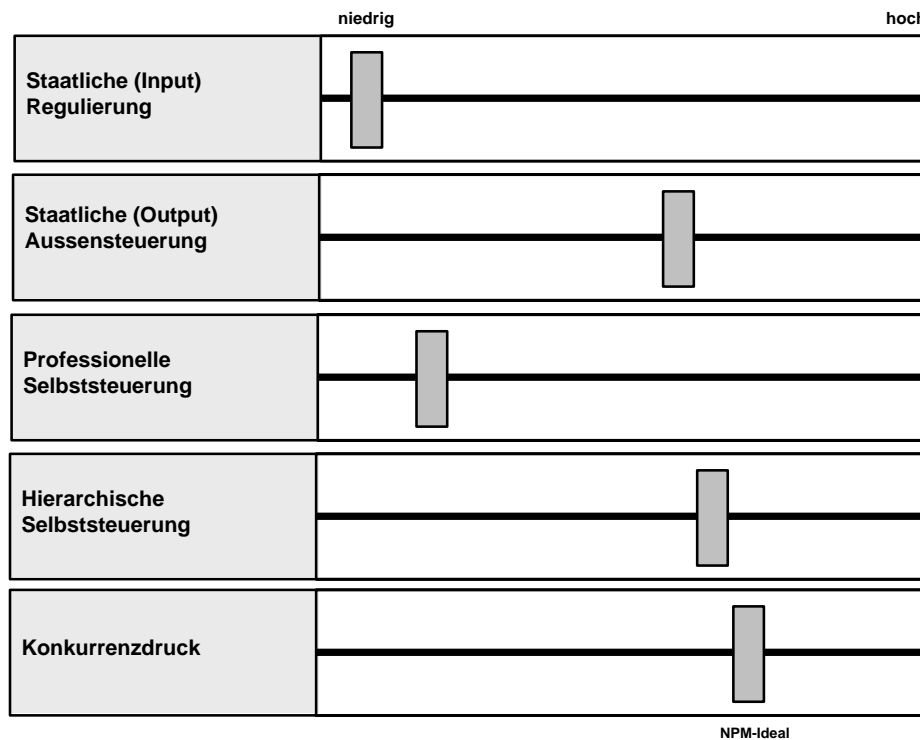 niedrig hoch
Staatliche (Input)
Regulierung
Staatliche (Output)
Aussensteuerung
Professionelle
Selbststeuerung
Hierarchische
Selbststeuerung
Konkurrenzdruck
NPM-Ideal